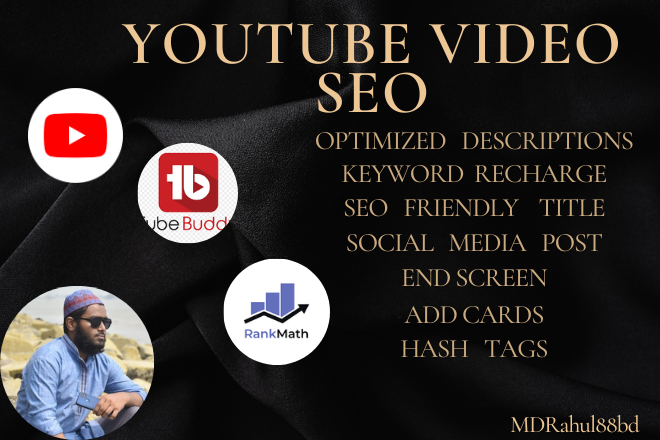 YOUTUBE VIDEO
SEO
OPTIMIZED DESCRIPTIONS
KEYWORD RECHARGE
SEO FRIENDLY TITLE
SOCIAL MEDIA POST
END SCREEN
ADD CARDS
HASH TAGS
tb
ubeBudd
RankMath
MDRahul88bd